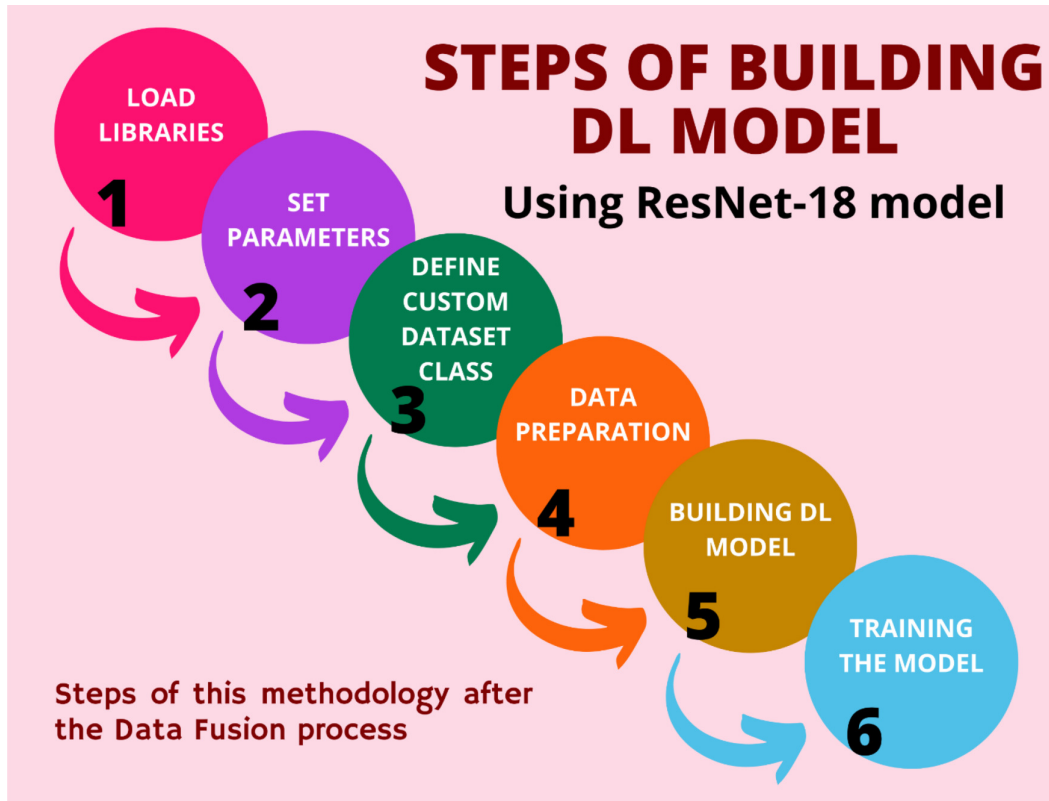 STEPS OF BUILDING
DL MODEL
Using ResNet-18 model
LOAD
LIBRARIES
1
SET
PARAMETERS
2
DEFINE
CUSTOM
DATASET
CLASS
3
DATA
PREPARATION
4
BUILDING DL
MODEL
5
TRAINING
THE MODEL
6
Steps of this methodology after
the Data Fusion process